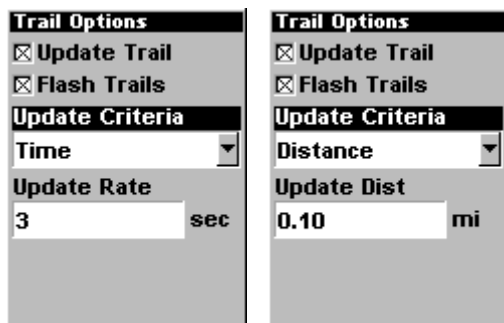 Trail Options
Update Trail
Flash Trails
Update Criteria
Time
Update Rate
3 sec
Trail Options
Update Trail
Flash Trails
Update Criteria
Distance
Update Dist
0.10 mi